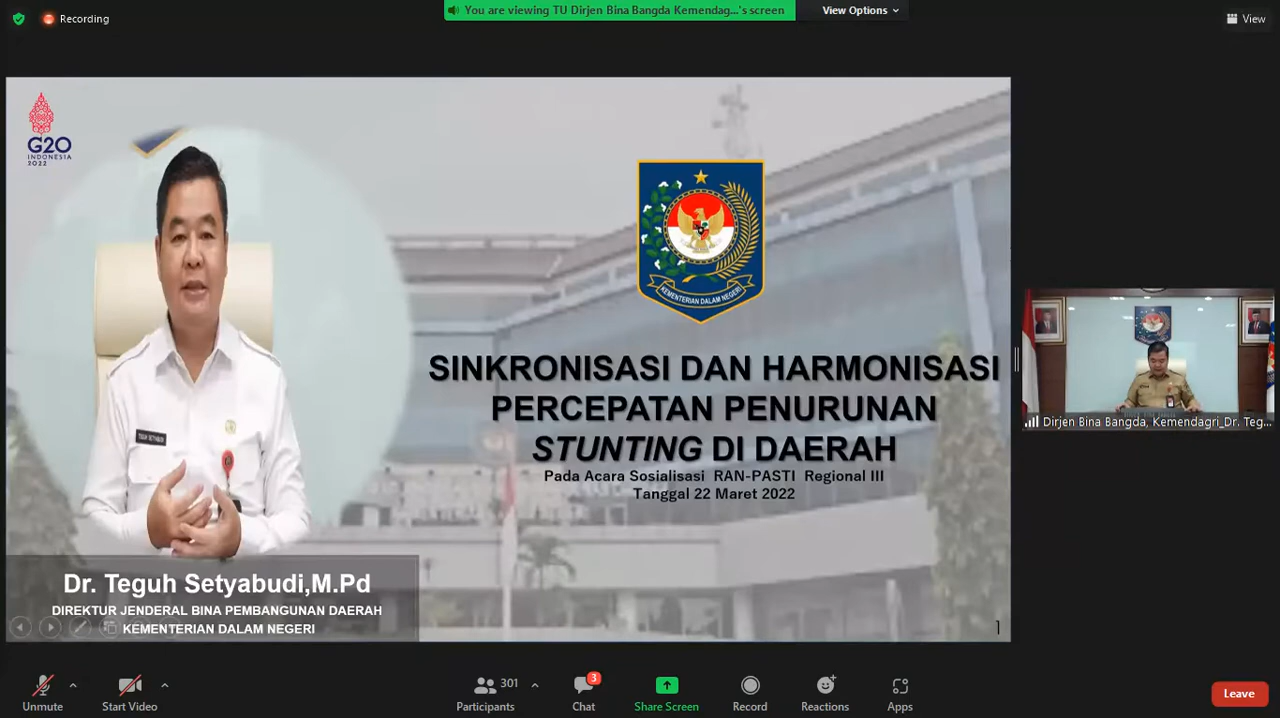 Recording
You are viewing TU Dirjen Bina Bangda Kemendag...'s screen
View Options
View
G20
INDONESIA
2022
KEMENTERIAN DALAM NEGERI
SINKRONISASI DAN HARMONISASI
PERCEPATAN PENURUNAN
STUNTING DI DAERAH
Pada Acara Sosialisasi RAN-PASTI Regional III
Tanggal 22 Maret 2022
TEGUH SETYABUDI
Dr. Teguh Setyabudi,M.Pd
DIREKTUR JENDERAL BINA PEMBANGUNAN DAERAH
KEMENTERIAN DALAM NEGERI
1
Dirjen Bina Bangda, Kemendagri_Dr. Teg...
Unmute
Start Video
301
Participants
3
Chat
Share Screen
Record
Reactions
Apps
Leave